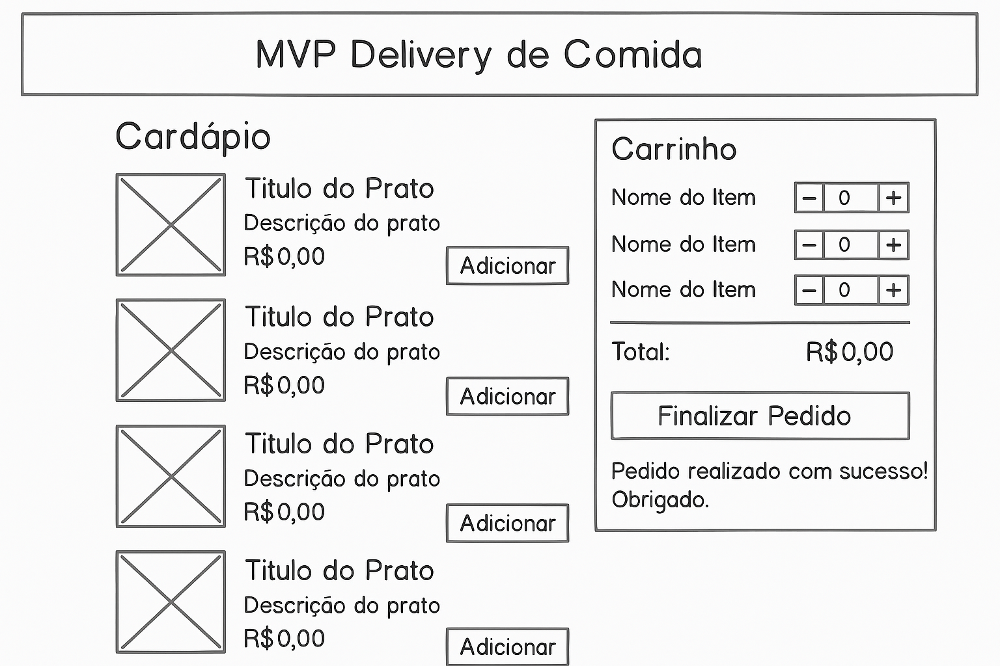 MVP Delivery de Comida
Cardápio
Titulo do Prato
Descrição do prato
R$0,00
Adicionar
Titulo do Prato
Descrição do prato
R$0,00
Adicionar
Titulo do Prato
Descrição do prato
R$0,00
Adicionar
Titulo do Prato
Descrição do prato
R$0,00
Adicionar
Carrinho
Nome do Item − 0 +
Nome do Item − 0 +
Nome do Item − 0 +
Total: R$0,00
Finalizar Pedido
Pedido realizado com sucesso!
Obrigado.